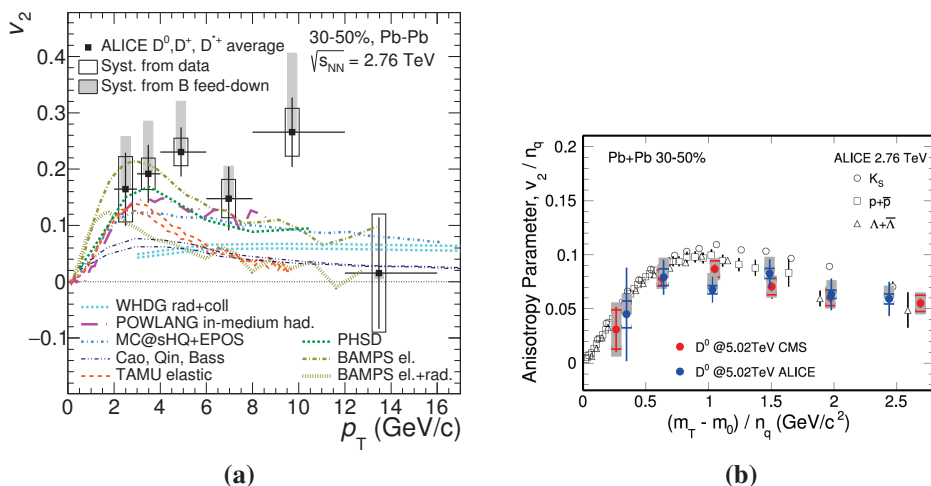 v₂
ALICE D⁰,D⁺, D*⁺ average
Syst. from data
Syst. from B feed-down
30-50%, Pb-Pb
√sNN = 2.76 TeV
0.4
0.3
0.2
0.1
0
−0.1
WHDG rad+coll
POWLANG in-medium had.
MC@sHQ+EPOS
Cao, Qin, Bass
TAMU elastic
PHSD
BAMPS el.
BAMPS el.+rad.
0 2 4 6 8 10 12 14 16
pT (GeV/c)
(a)
Anisotropy Parameter, v₂ / nq
Pb+Pb 30-50%
ALICE 2.76 TeV
KS
p+p̅
Λ+Λ̅
0.2
0.15
0.1
0.05
0
D⁰ @5.02TeV CMS
D⁰ @5.02TeV ALICE
0 0.5 1 1.5 2 2.5
(mT - m0) / nq (GeV/c²)
(b)